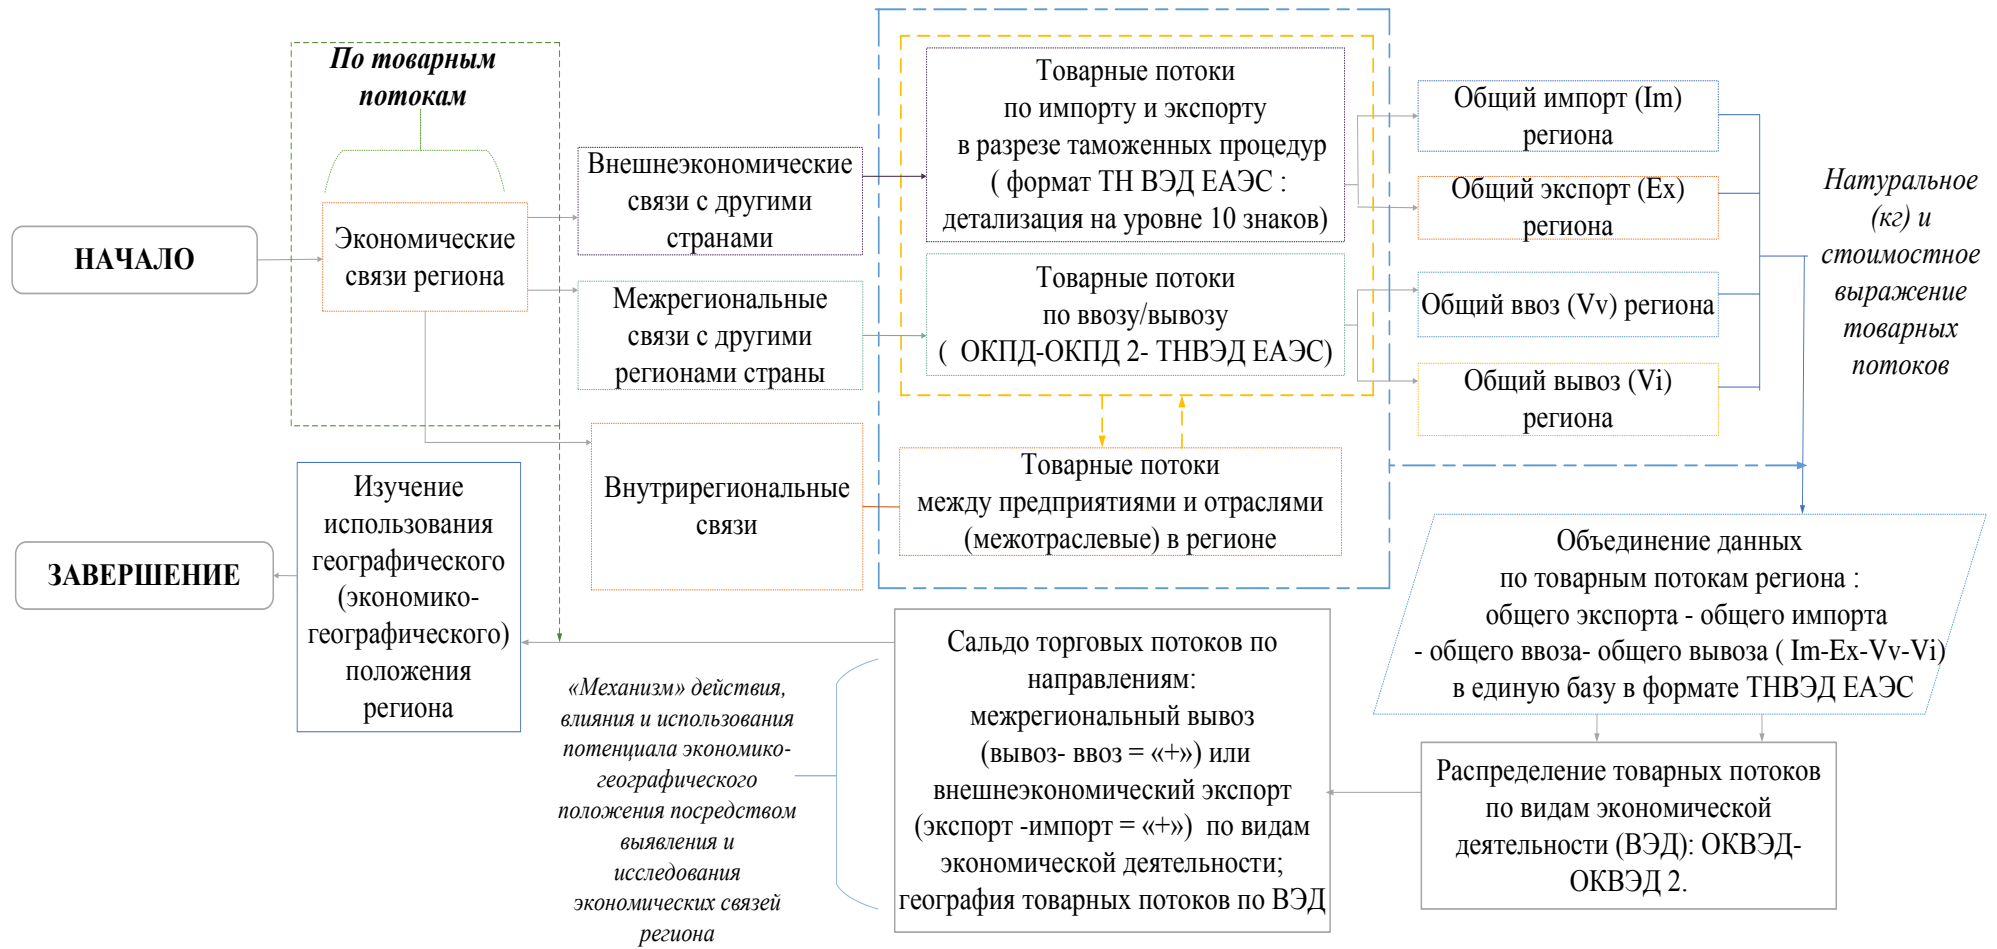 По товарным
потокам
НАЧАЛО
Экономические
связи региона
Внешнеэкономические
связи с другими
странами
Межрегиональные
связи с другими
регионами страны
Внутрирегиональные
связи
Товарные потоки
по импорту и экспорту
в разрезе таможенных процедур
( формат ТН ВЭД ЕАЭС :
детализация на уровне 10 знаков)
Товарные потоки
по ввозу/вывозу
( ОКПД-ОКПД 2- ТНВЭД ЕАЭС)
Товарные потоки
между предприятиями и отраслями
(межотраслевые) в регионе
Общий импорт (Im)
региона
Общий экспорт (Ex)
региона
Общий ввоз (Vv) региона
Общий вывоз (Vi)
региона
Натуральное
(кг) и
стоимостное
выражение
товарных
потоков
Объединение данных
по товарным потокам региона :
общего экспорта - общего импорта
- общего ввоза- общего вывоза ( Im-Ex-Vv-Vi)
в единую базу в формате ТНВЭД ЕАЭС
Распределение товарных потоков
по видам экономической
деятельности (ВЭД): ОКВЭД-
ОКВЭД 2.
Сальдо торговых потоков по
направлениям:
межрегиональный вывоз
(вывоз- ввоз = «+») или
внешнеэкономический экспорт
(экспорт -импорт = «+») по видам
экономической деятельности;
география товарных потоков по ВЭД
«Механизм» действия,
влияния и использования
потенциала экономико-
географического
положения посредством
выявления и
исследования
экономических связей
региона
Изучение
использования
географического
(экономико-
географического)
положения
региона
ЗАВЕРШЕНИЕ